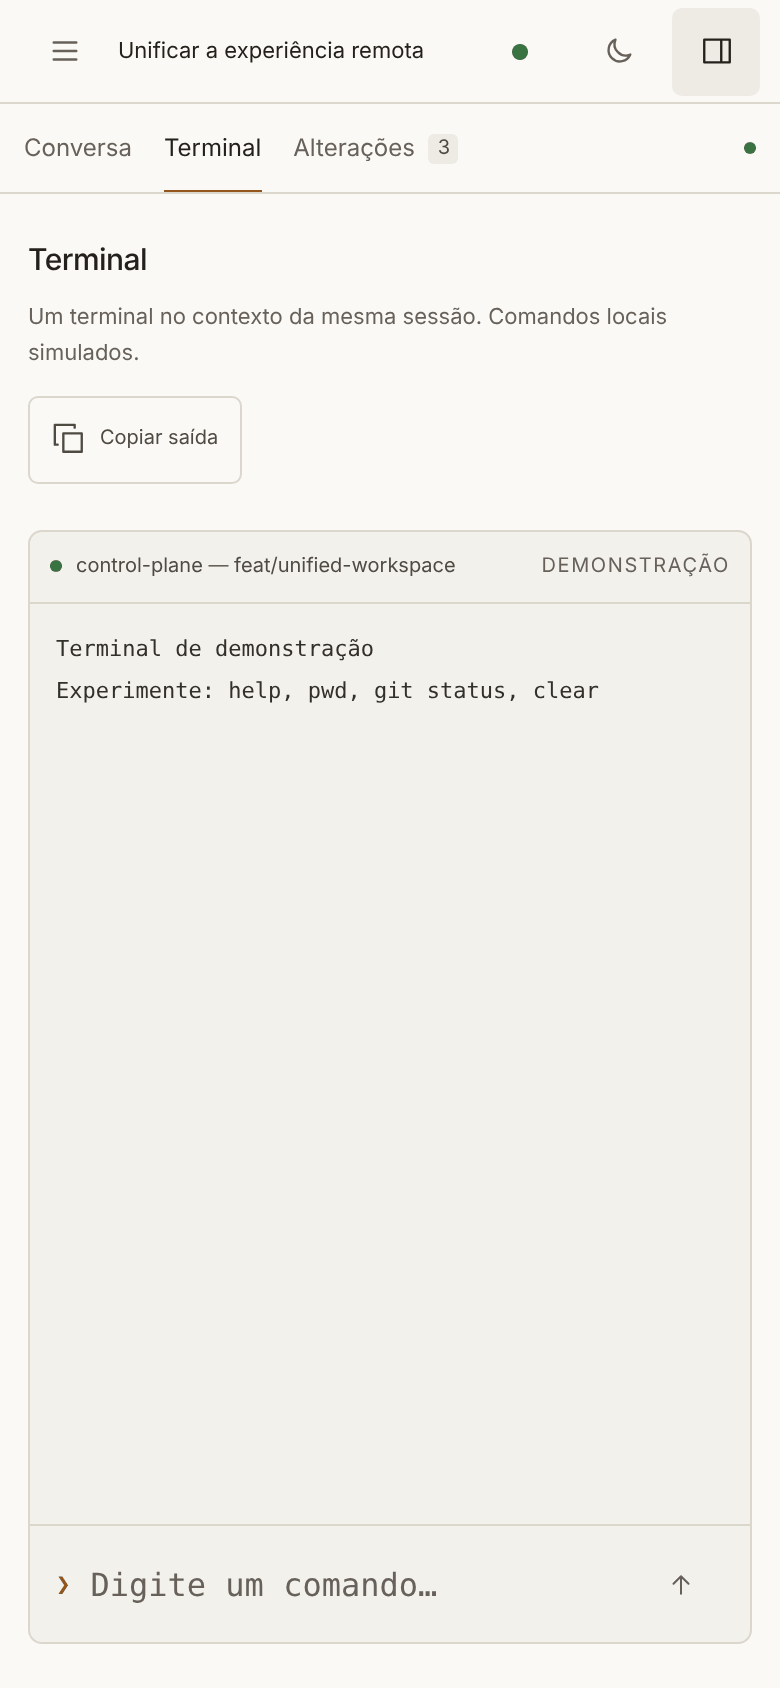 Unificar a experiência remota
Conversa Terminal Alterações 3
Terminal
Um terminal no contexto da mesma sessão. Comandos locais
simulados.
Copiar saída
control-plane — feat/unified-workspace DEMONSTRAÇÃO
Terminal de demonstração
Experimente: help, pwd, git status, clear
❯ Digite um comando…